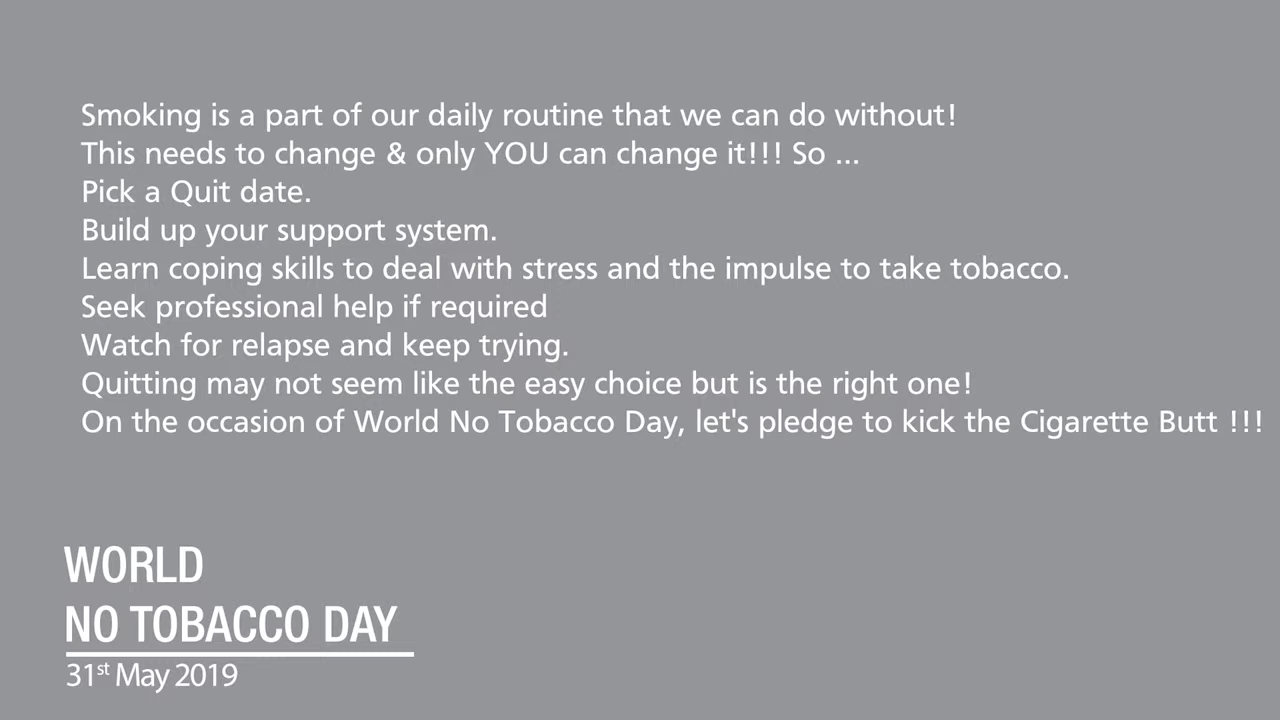 Smoking is a part of our daily routine that we can do without!
This needs to change & only YOU can change it!!! So ...
Pick a Quit date.
Build up your support system.
Learn coping skills to deal with stress and the impulse to take tobacco.
Seek professional help if required
Watch for relapse and keep trying.
Quitting may not seem like the easy choice but is the right one!
On the occasion of World No Tobacco Day, let's pledge to kick the Cigarette Butt !!!
WORLD
NO TOBACCO DAY
31st May 2019